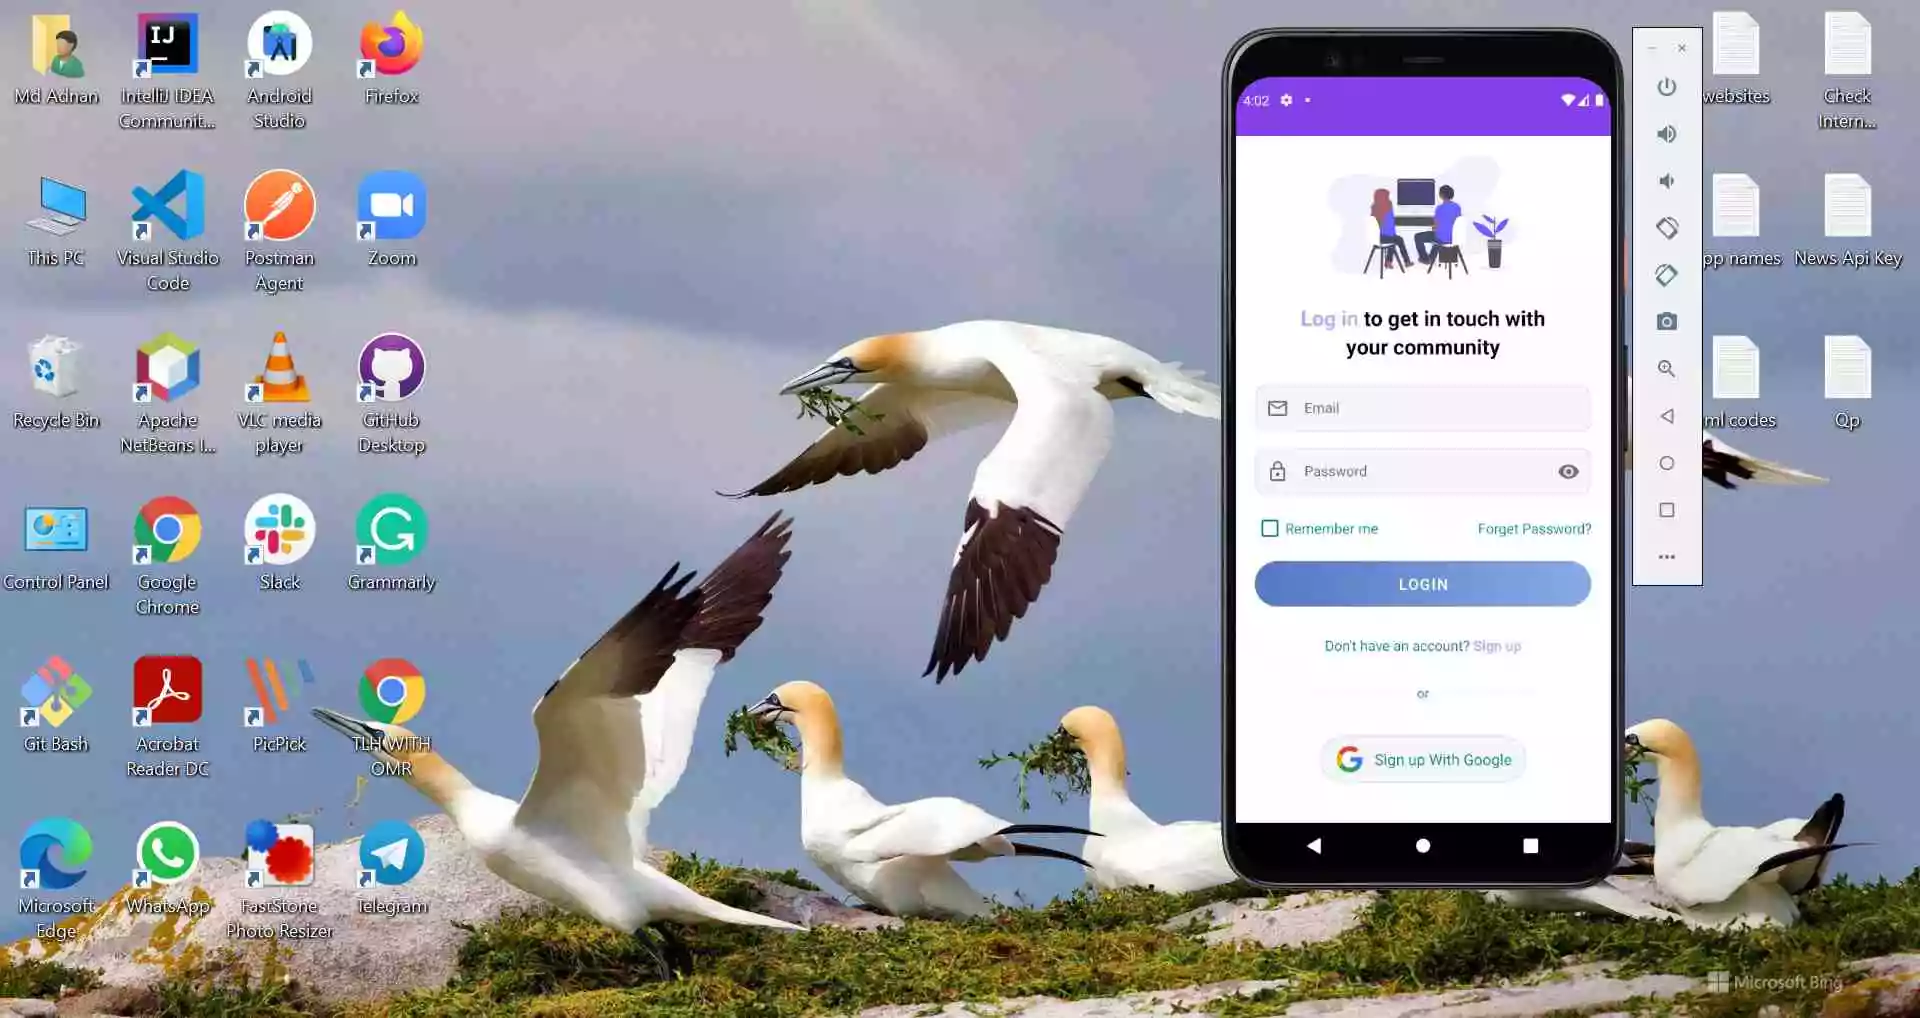 Md Adnan
IJ
IntelliJ IDEA
Communit...
Android
Studio
Firefox
This PC
Visual Studio
Code
Postman
Agent
Zoom
Recycle Bin
Apache
NetBeans I...
VLC media
player
GitHub
Desktop
Control Panel
Google
Chrome
Slack
Grammarly
Git Bash
Acrobat
Reader DC
PicPick
TLH WITH
OMR
Microsoft
Edge
WhatsApp
FastStone
Photo Resizer
Telegram
4:02
Log in to get in touch with
your community
Email
Password
Remember me
Forget Password?
LOGIN
Don't have an account? Sign up
or
Sign up With Google
websites
Check
Intern...
pp names
News Api Key
ml codes
Qp
Microsoft Bing